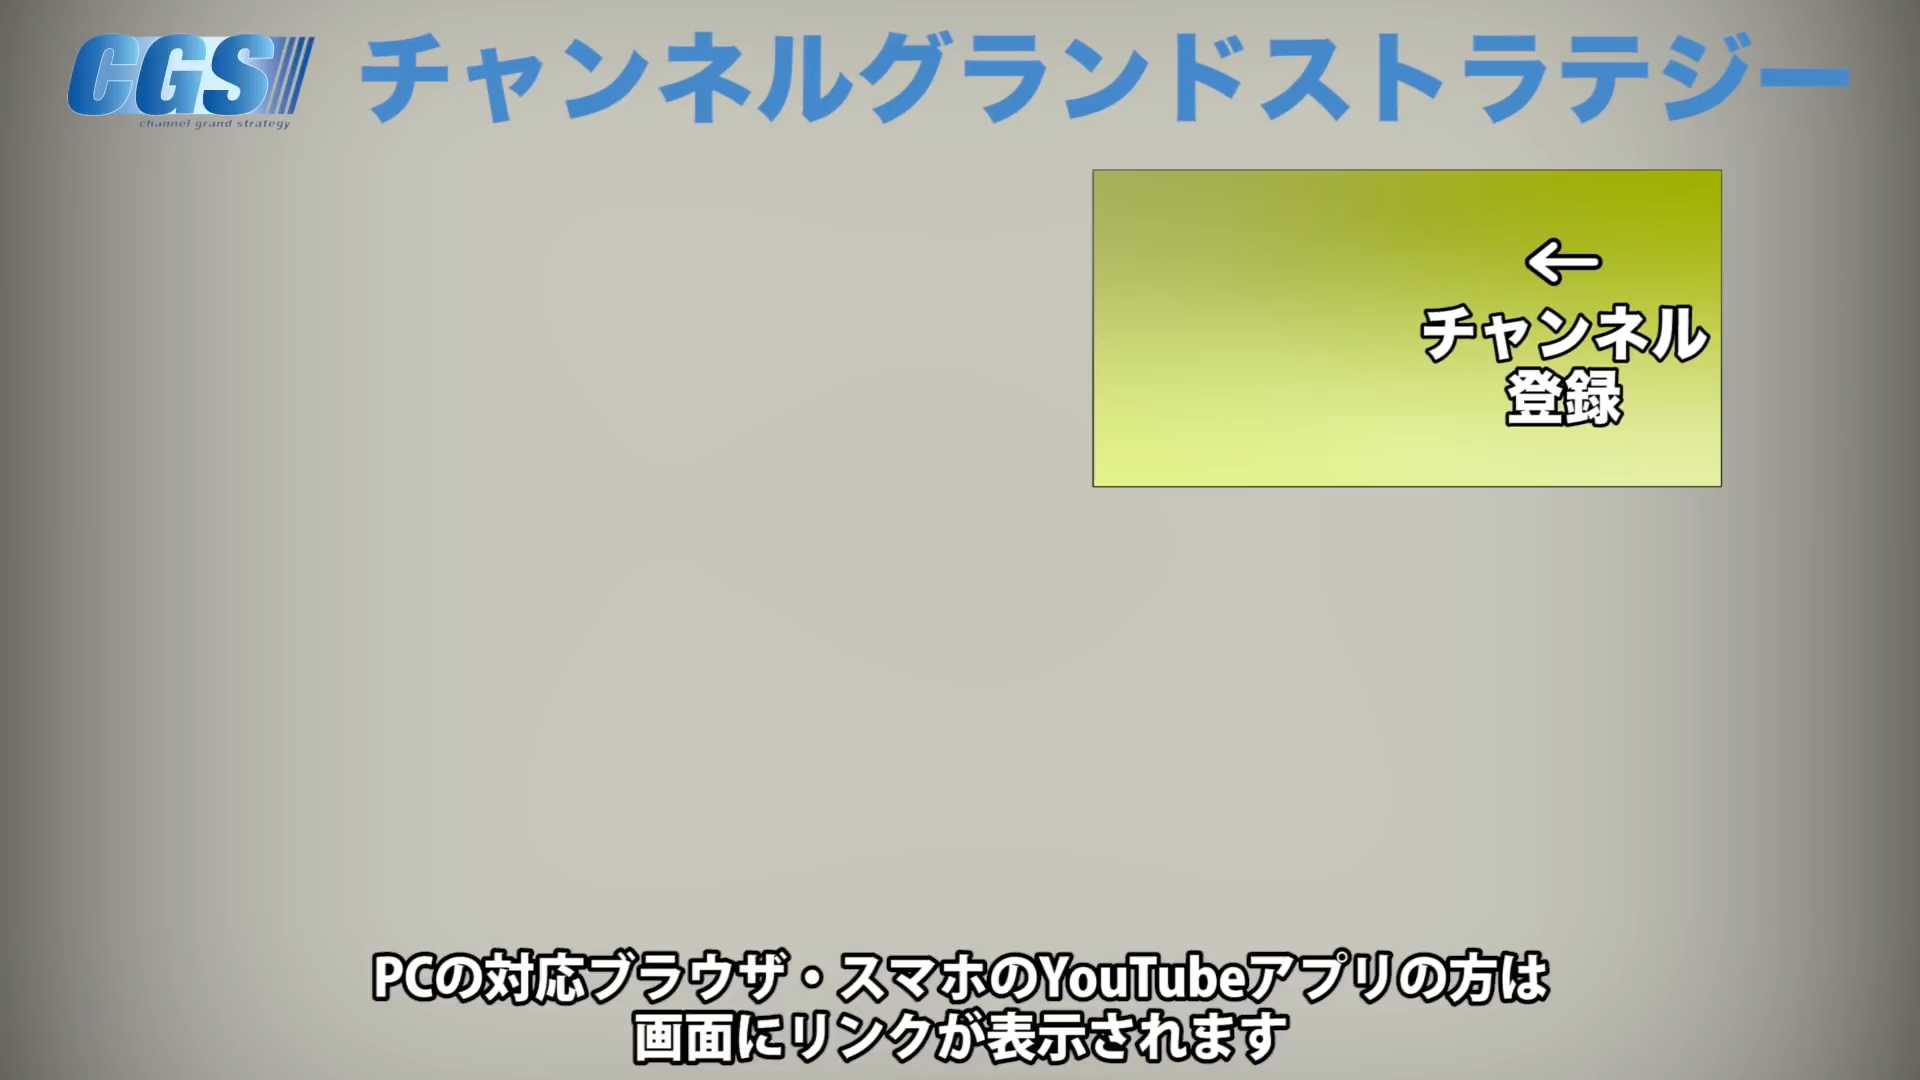 CGS
channel grand strategy
チャンネルグランドストラテジー
←
チャンネル
登録
PCの対応ブラウザ・スマホのYouTubeアプリの方は
画面にリンクが表示されます